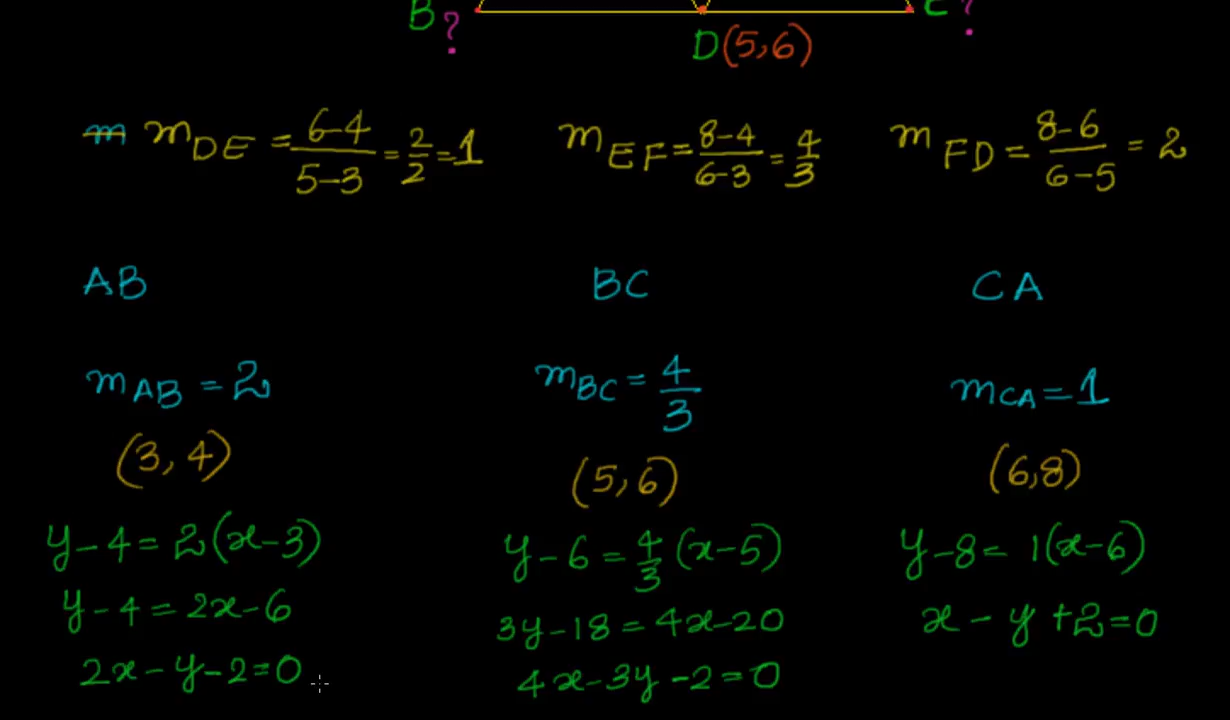 B ? C ?
D(5,6)
m m_DE = 6-4/5-3 = 2/2 = 1 m_EF = 8-4/6-3 = 4/3 m_FD = 8-6/6-5 = 2
AB BC CA
m_AB = 2 m_BC = 4/3 m_CA = 1
(3, 4) (5, 6) (6,8)
y-4 = 2(x-3) y-6 = 4/3 (x-5) y-8 = 1(x-6)
y-4 = 2x-6 3y-18 = 4x-20 x - y +2 = 0
2x - y - 2 = 0 4x-3y -2 = 0